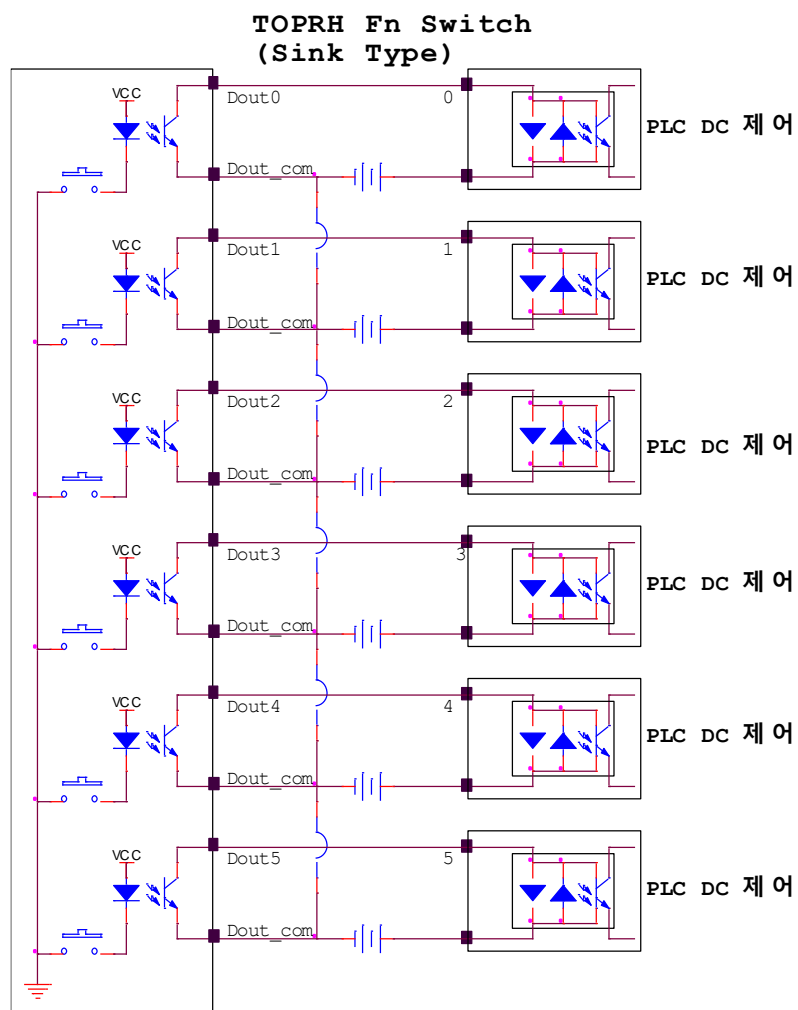 TOPRH Fn Switch
(Sink Type)
VCC
Dout0
0
PLC DC 제어
Dout_com
VCC
Dout1
1
PLC DC 제어
Dout_com
VCC
Dout2
2
PLC DC 제어
Dout_com
VCC
Dout3
3
PLC DC 제어
Dout_com
VCC
Dout4
4
PLC DC 제어
Dout_com
VCC
Dout5
5
PLC DC 제어
Dout_com